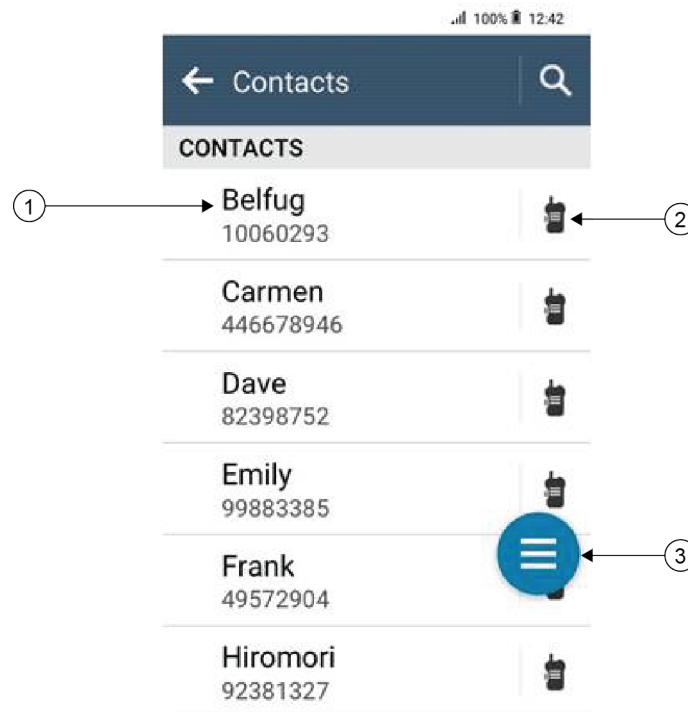 100% 12:42
Contacts
CONTACTS
1
Belfug
10060293
2
Carmen
446678946
Dave
82398752
Emily
99883385
3
Frank
49572904
Hiromori
92381327